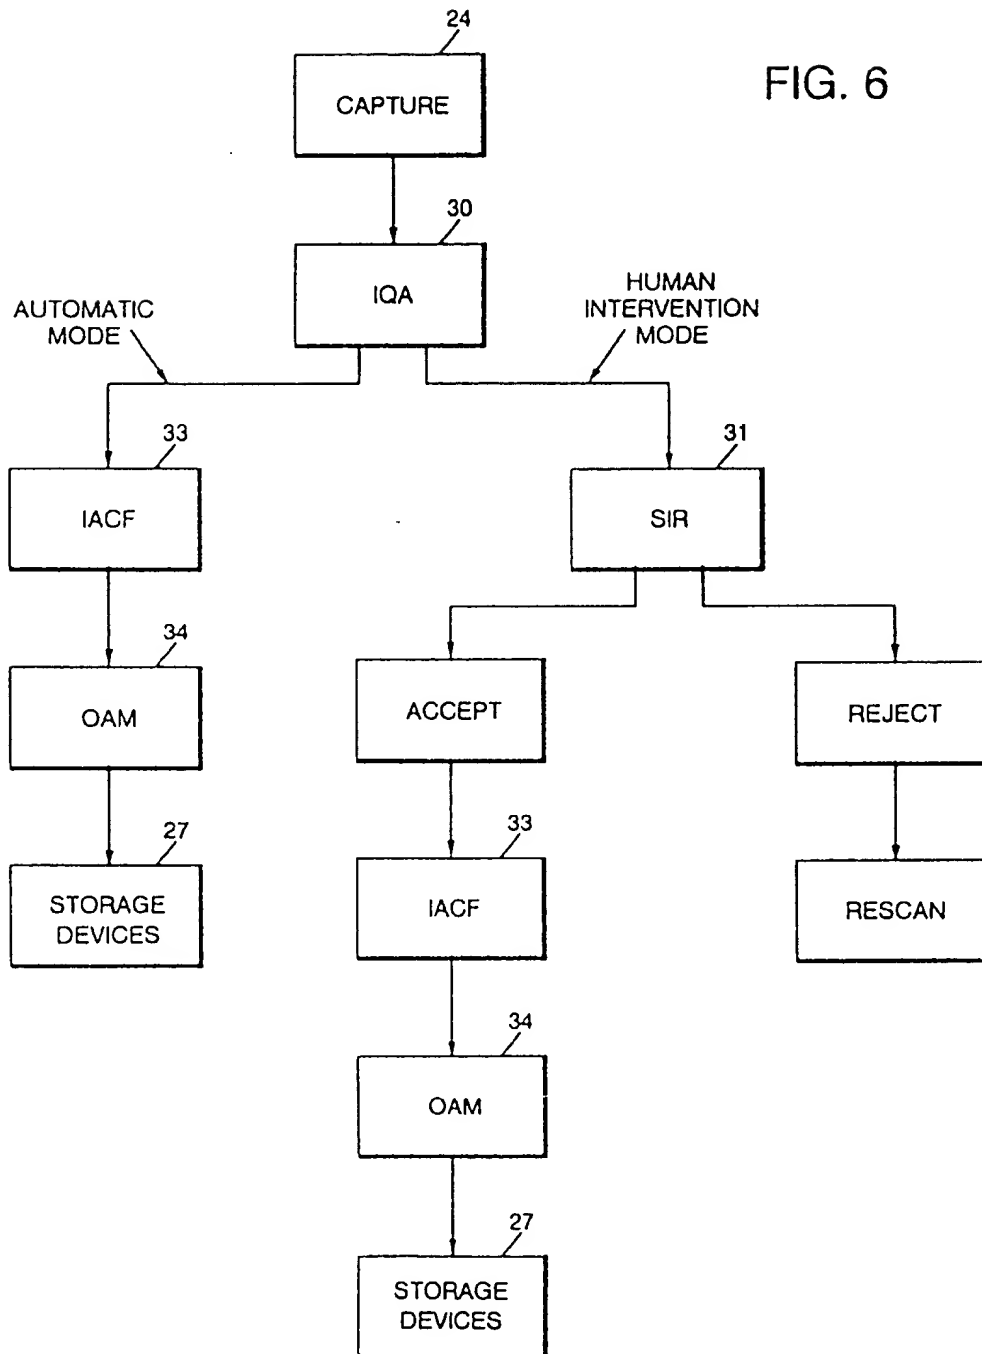 24
FIG. 6
CAPTURE
30
IQA
AUTOMATIC
MODE
HUMAN
INTERVENTION
MODE
33
IACF
31
SIR
34
OAM
ACCEPT
REJECT
27
STORAGE
DEVICES
33
IACF
RESCAN
34
OAM
27
STORAGE
DEVICES